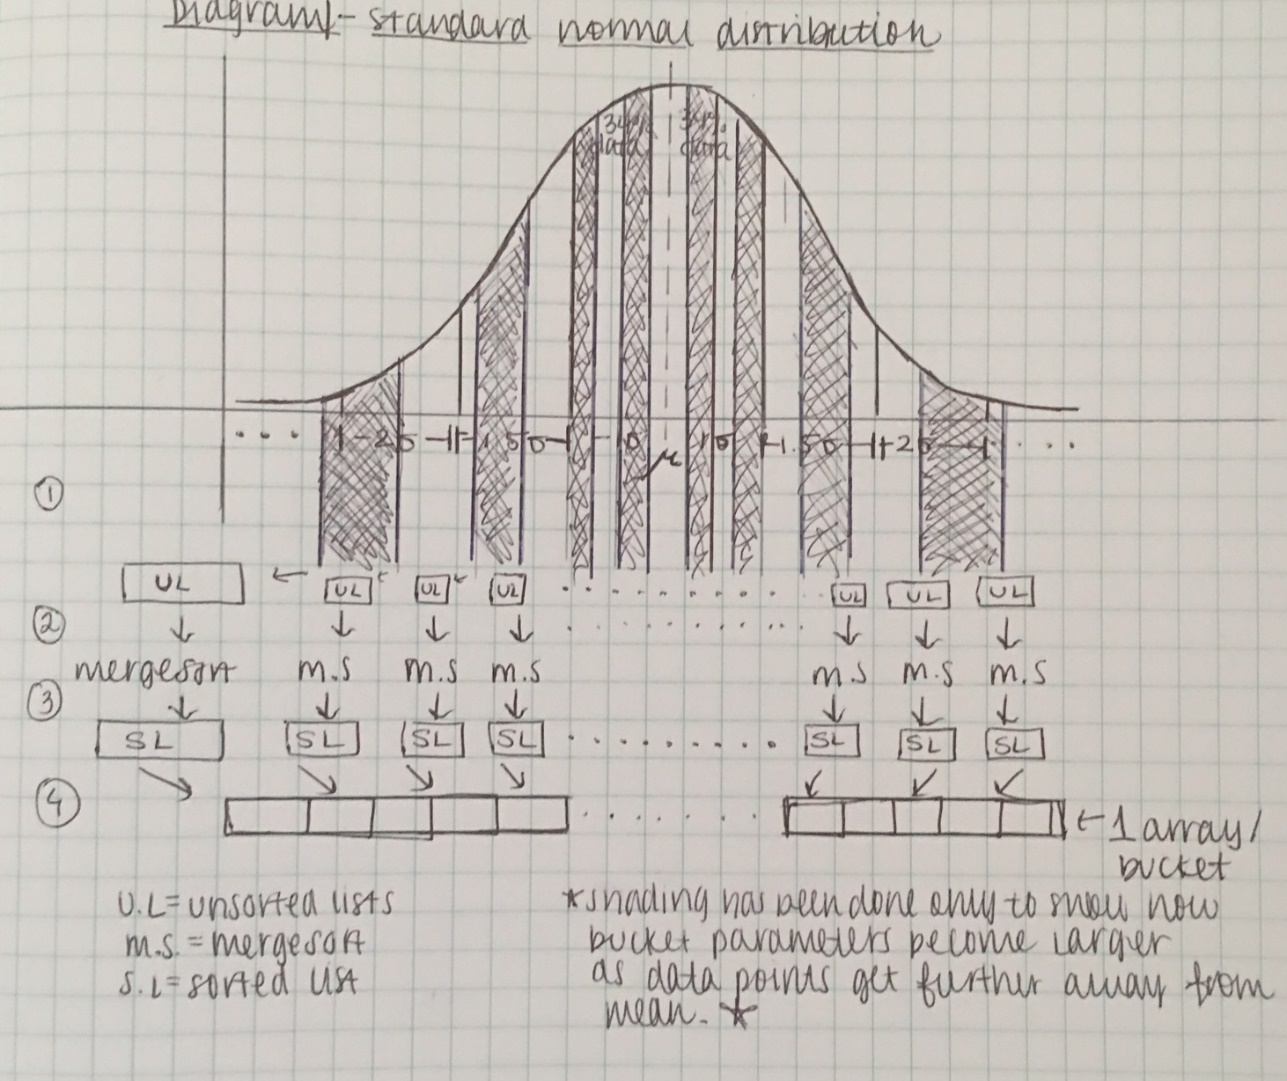 Diagram - standard normal distribution
34% data
34% data
-2σ
-1.5σ
-1σ
μ
1σ
1.5σ
+2σ
①
UL UL UL UL UL UL UL
②
mergesort m.s m.s m.s m.s m.s m.s
③
SL SL SL SL SL SL SL
④
1 array/
bucket
U.L = unsorted lists
m.s. = mergesort
S.L = sorted list
*shading has been done only to show how
bucket parameters become larger
as data points get further away from
mean. *